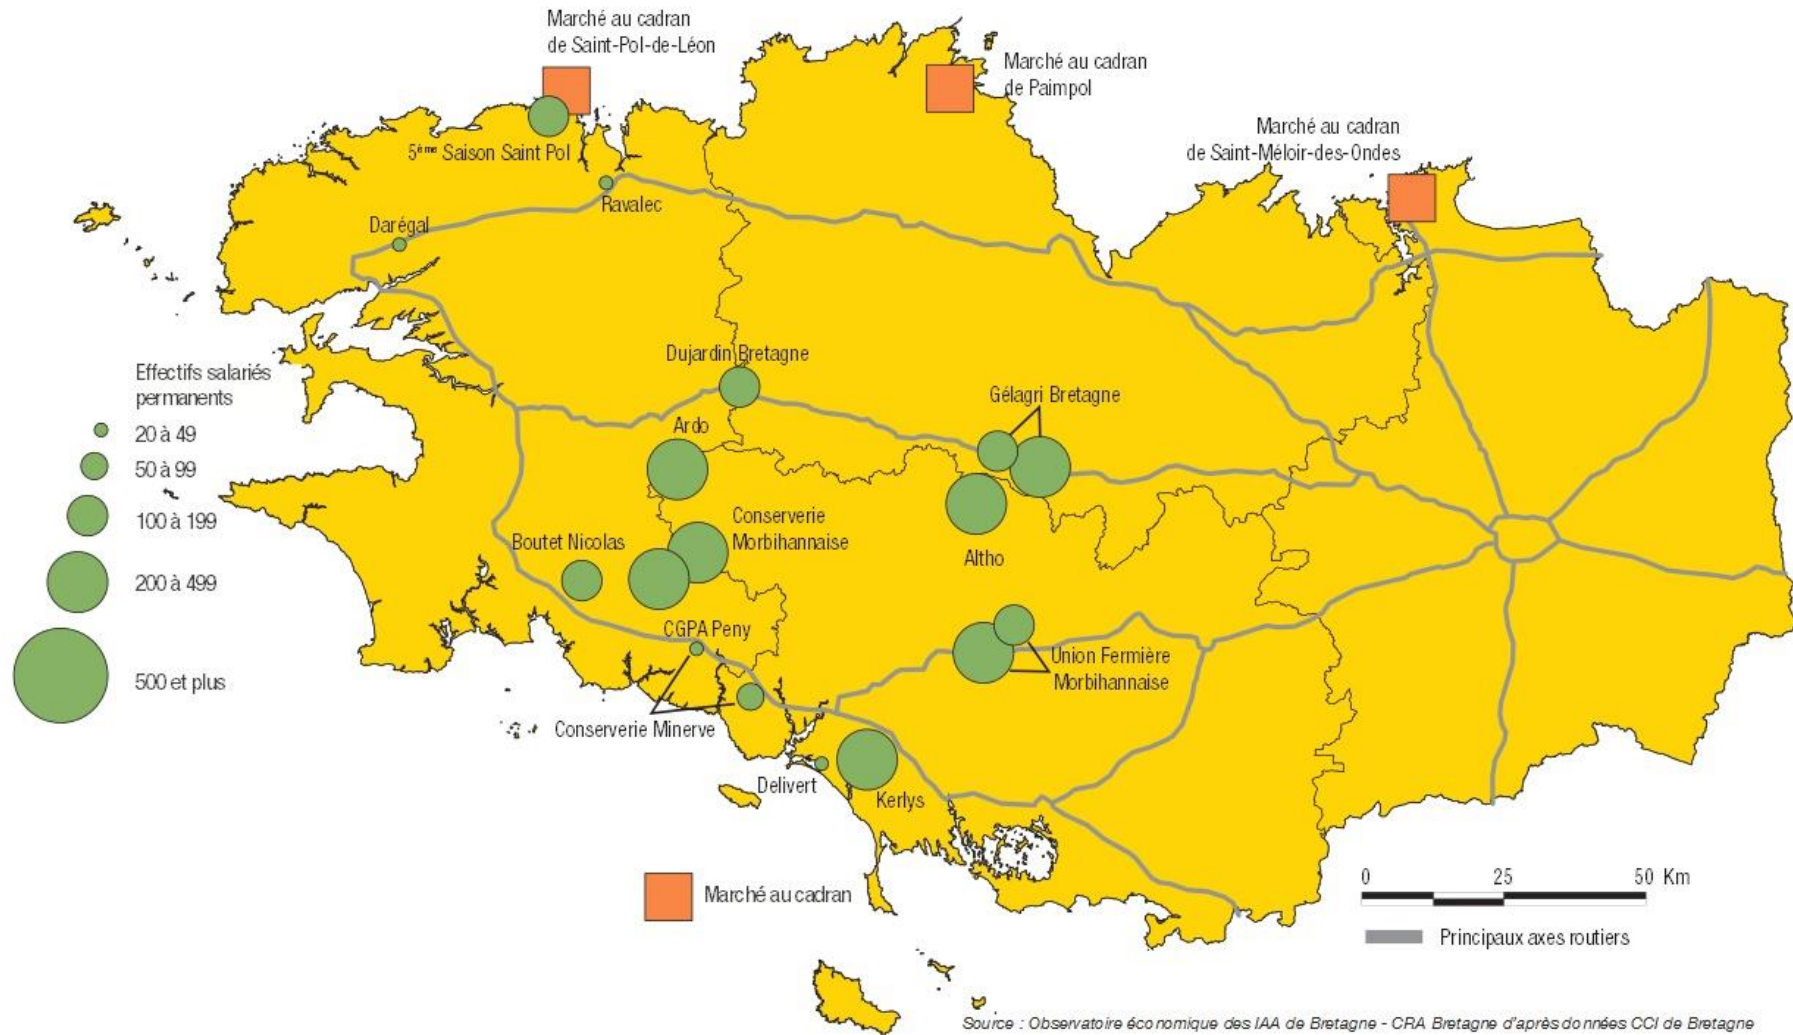 Marché au cadran
de Saint-Pol-de-Léon
Marché au cadran
de Paimpol
Marché au cadran
de Saint-Méloir-des-Ondes
5ème Saison Saint Pol
Ravalec
Darégal
Dujardin Bretagne
Gélagri Bretagne
Ardo
Effectifs salariés
permanents
20 à 49
50 à 99
100 à 199
200 à 499
500 et plus
Conserverie
Morbihannaise
Boutet Nicolas
Altho
CGPA Peny
Union Fermière
Morbihannaise
Conserverie Minerve
Delivert
Kerlys
Marché au cadran
0 25 50 Km
Principaux axes routiers
Source : Observatoire économique des IAA de Bretagne - CRA Bretagne d'après données CCI de Bretagne